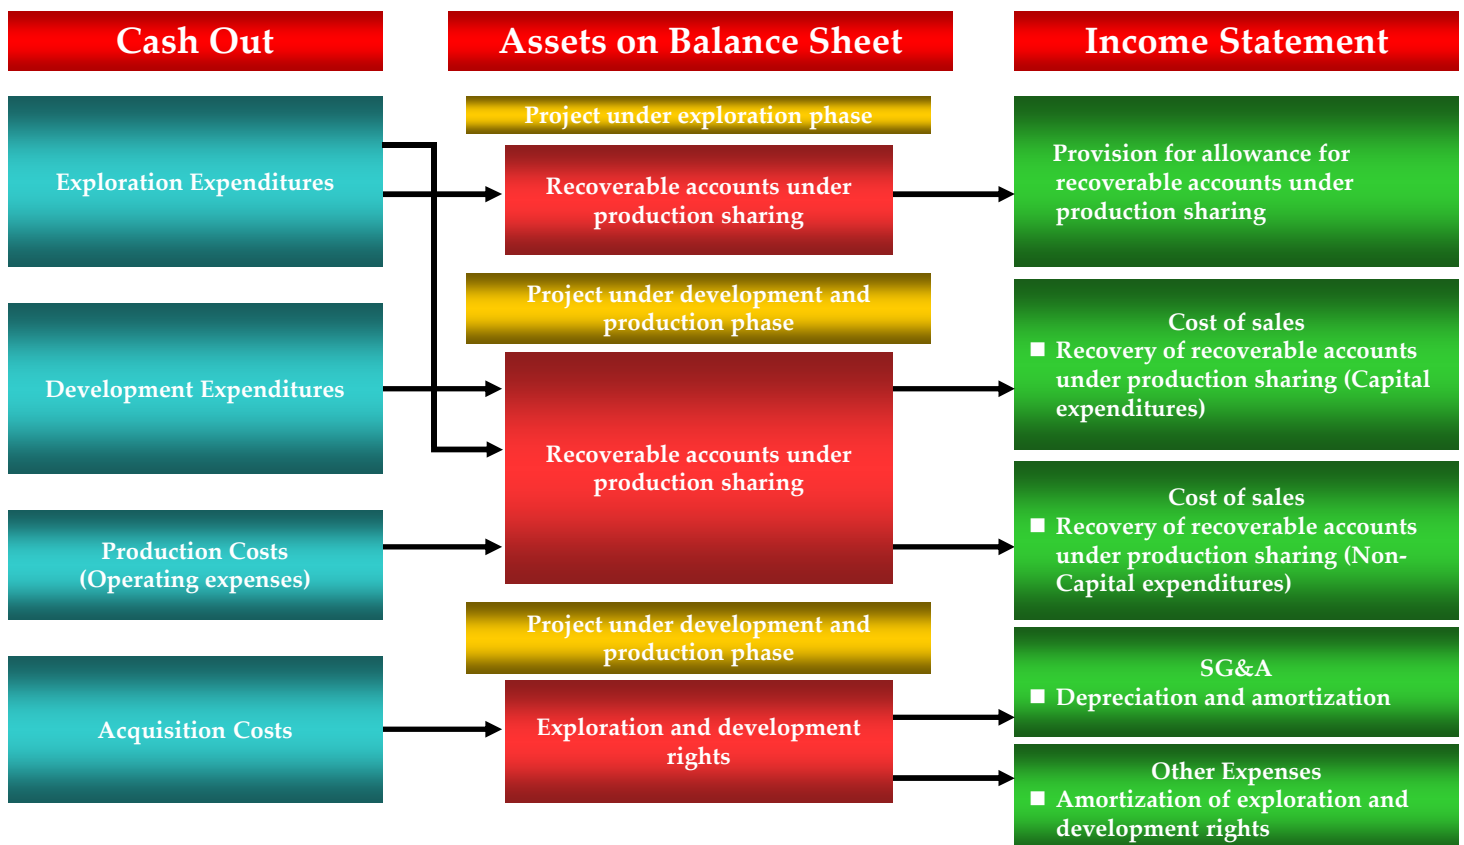 Cash Out
Assets on Balance Sheet
Income Statement
Exploration Expenditures
Development Expenditures
Production Costs
(Operating expenses)
Acquisition Costs
Project under exploration phase
Recoverable accounts under
production sharing
Project under development and
production phase
Recoverable accounts under
production sharing
Project under development and
production phase
Exploration and development
rights
Provision for allowance for
recoverable accounts under
production sharing
Cost of sales
■ Recovery of recoverable accounts
under production sharing (Capital
expenditures)
Cost of sales
■ Recovery of recoverable accounts
under production sharing (Non-
Capital expenditures)
SG&A
■ Depreciation and amortization
Other Expenses
■ Amortization of exploration and
development rights